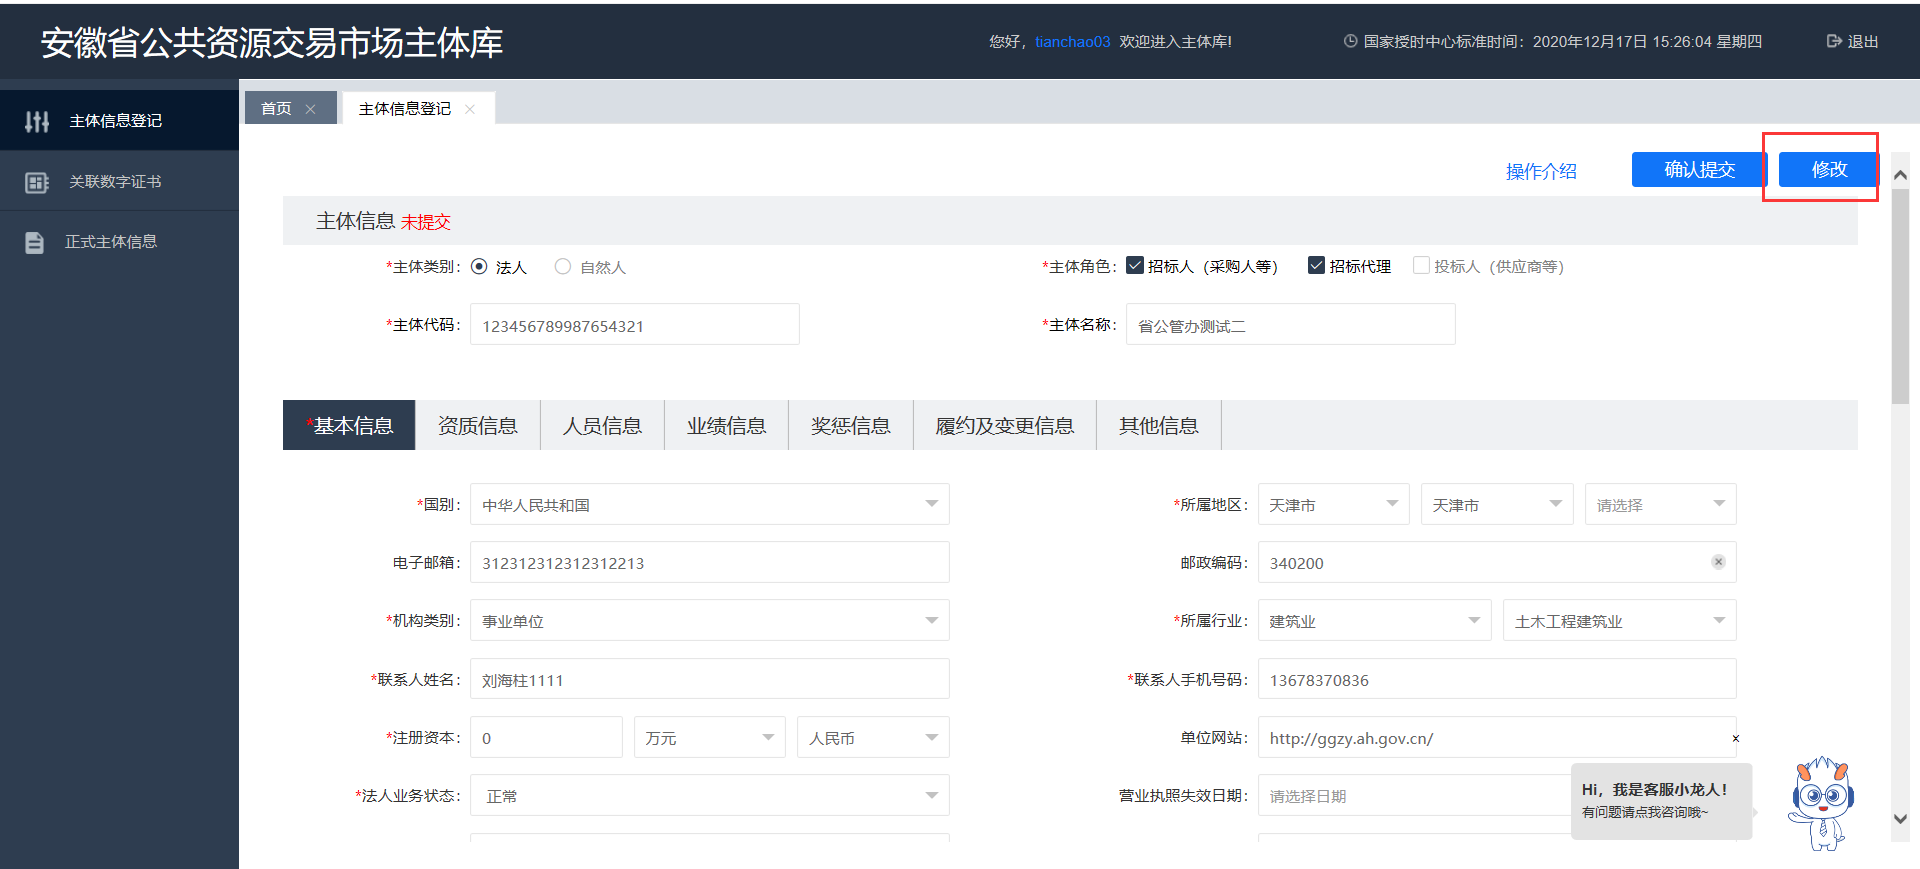 安徽省公共资源交易市场主体库
您好，tianchao03 欢迎进入主体库!
国家授时中心标准时间：2020年12月17日 15:26:04 星期四
退出
主体信息登记
关联数字证书
正式主体信息
首页
主体信息登记
操作介绍
确认提交
修改
主体信息 未提交
*主体类别： 法人 自然人
*主体角色： 招标人（采购人等） 招标代理 投标人（供应商等）
*主体代码： 123456789987654321
*主体名称： 省公管办测试二
*基本信息 资质信息 人员信息 业绩信息 奖惩信息 履约及变更信息 其他信息
*国别： 中华人民共和国
*所属地区： 天津市 天津市 请选择
电子邮箱： 312312312312312213
邮政编码： 340200
*机构类别： 事业单位
*所属行业： 建筑业 土木工程建筑业
*联系人姓名： 刘海柱1111
*联系人手机号码： 13678370836
*注册资本： 0 万元 人民币
单位网站： http://ggzy.ah.gov.cn/
*法人业务状态： 正常
营业执照失效日期： 请选择日期
Hi，我是客服小龙人！
有问题请点我咨询哦~